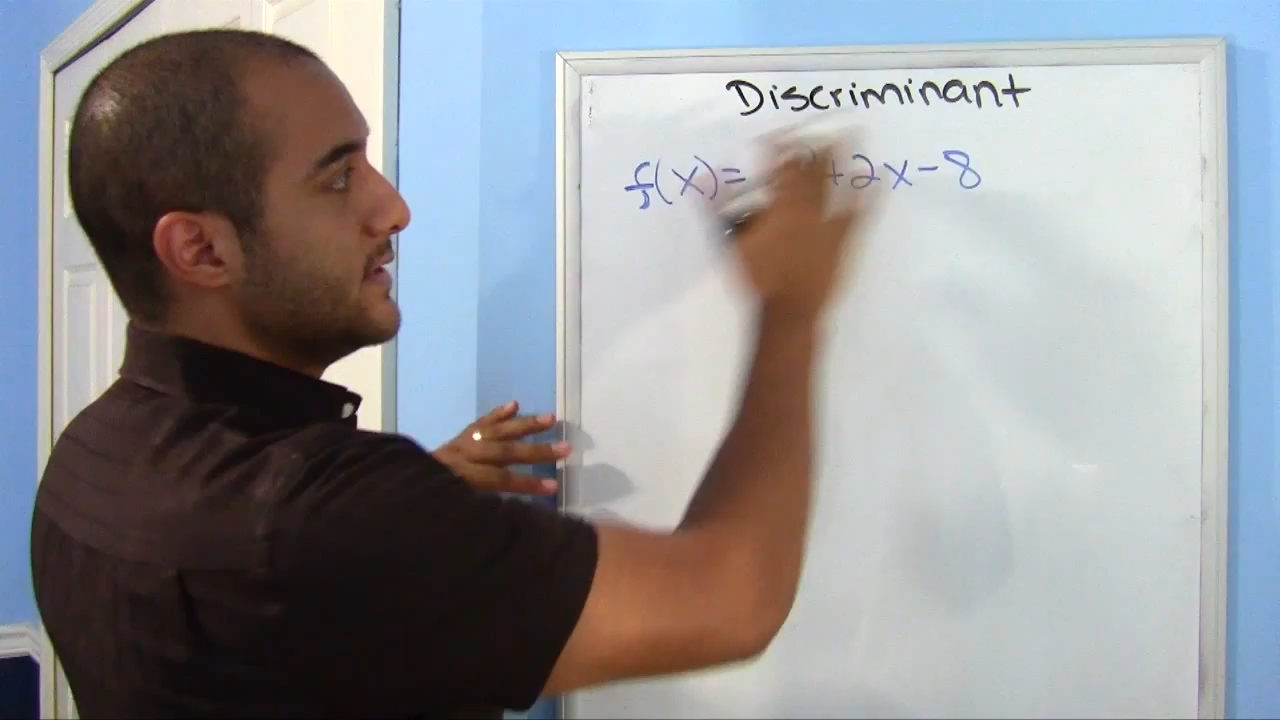 Discriminant
f(x)= +2x-8